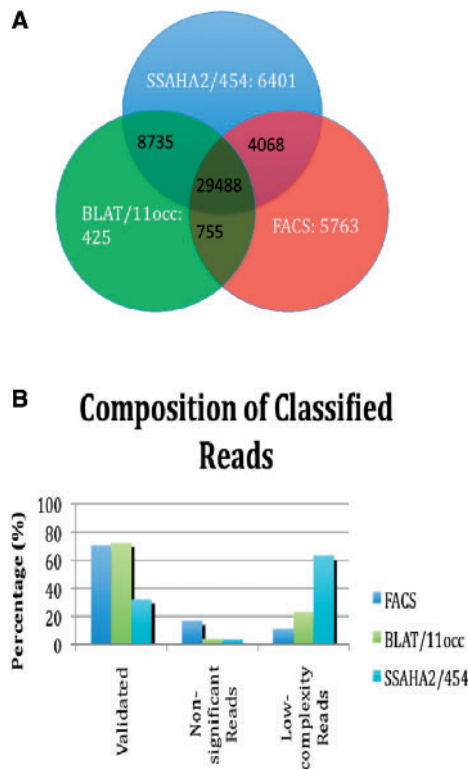 A
SSAHA2/454: 6401
8735
4068
29488
BLAT/11occ:
425
755
FACS: 5763
B
Composition of Classified
Reads
Percentage (%)
100
80
60
40
20
0
Validated
Non-
significant
Reads
Low-
complexity
Reads
FACS
BLAT/11occ
SSAHA2/454